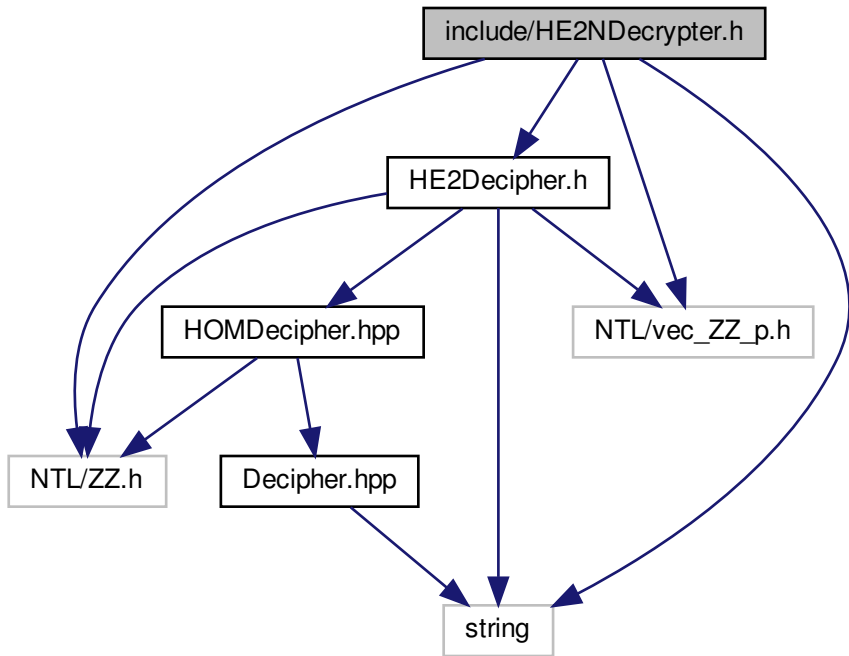 include/HE2NDecrypter.h
HE2Decipher.h
HOMDecipher.hpp
NTL/vec_ZZ_p.h
NTL/ZZ.h
Decipher.hpp
string